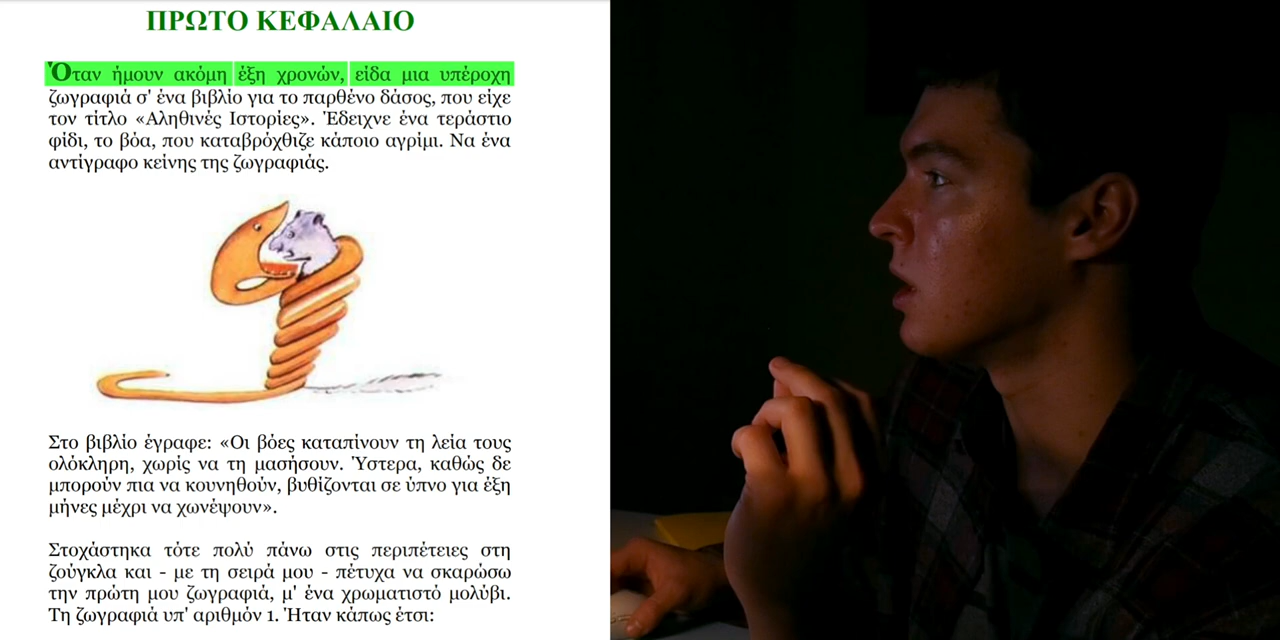 ΠΡΩΤΟ ΚΕΦΑΛΑΙΟ
Όταν ήμουν ακόμη έξη χρονών, είδα μια υπέροχη
ζωγραφιά σ' ένα βιβλίο για το παρθένο δάσος, που είχε
τον τίτλο «Αληθινές Ιστορίες». Έδειχνε ένα τεράστιο
φίδι, το βόα, που καταβρόχθιζε κάποιο αγρίμι. Να ένα
αντίγραφο κείνης της ζωγραφιάς.
Στο βιβλίο έγραφε: «Οι βόες καταπίνουν τη λεία τους
ολόκληρη, χωρίς να τη μασήσουν. Ύστερα, καθώς δε
μπορούν πια να κουνηθούν, βυθίζονται σε ύπνο για έξη
μήνες μέχρι να χωνέψουν».
Στοχάστηκα τότε πολύ πάνω στις περιπέτειες στη
ζούγκλα και - με τη σειρά μου - πέτυχα να σκαρώσω
την πρώτη μου ζωγραφιά, μ' ένα χρωματιστό μολύβι.
Τη ζωγραφιά υπ' αριθμόν 1. Ήταν κάπως έτσι: